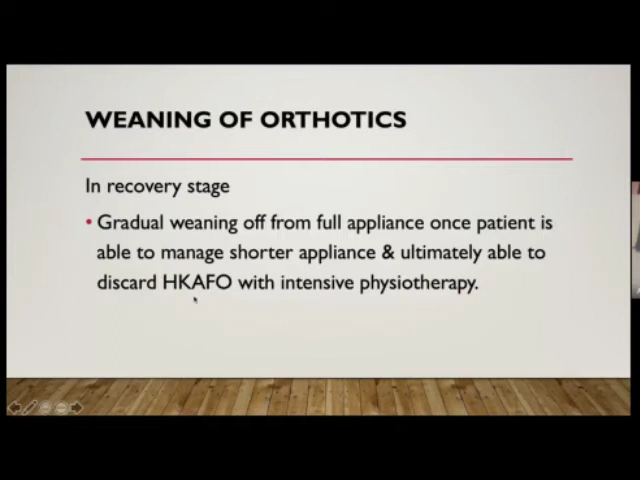 WEANING OF ORTHOTICS
In recovery stage
• Gradual weaning off from full appliance once patient is
able to manage shorter appliance & ultimately able to
discard HKAFO with intensive physiotherapy.